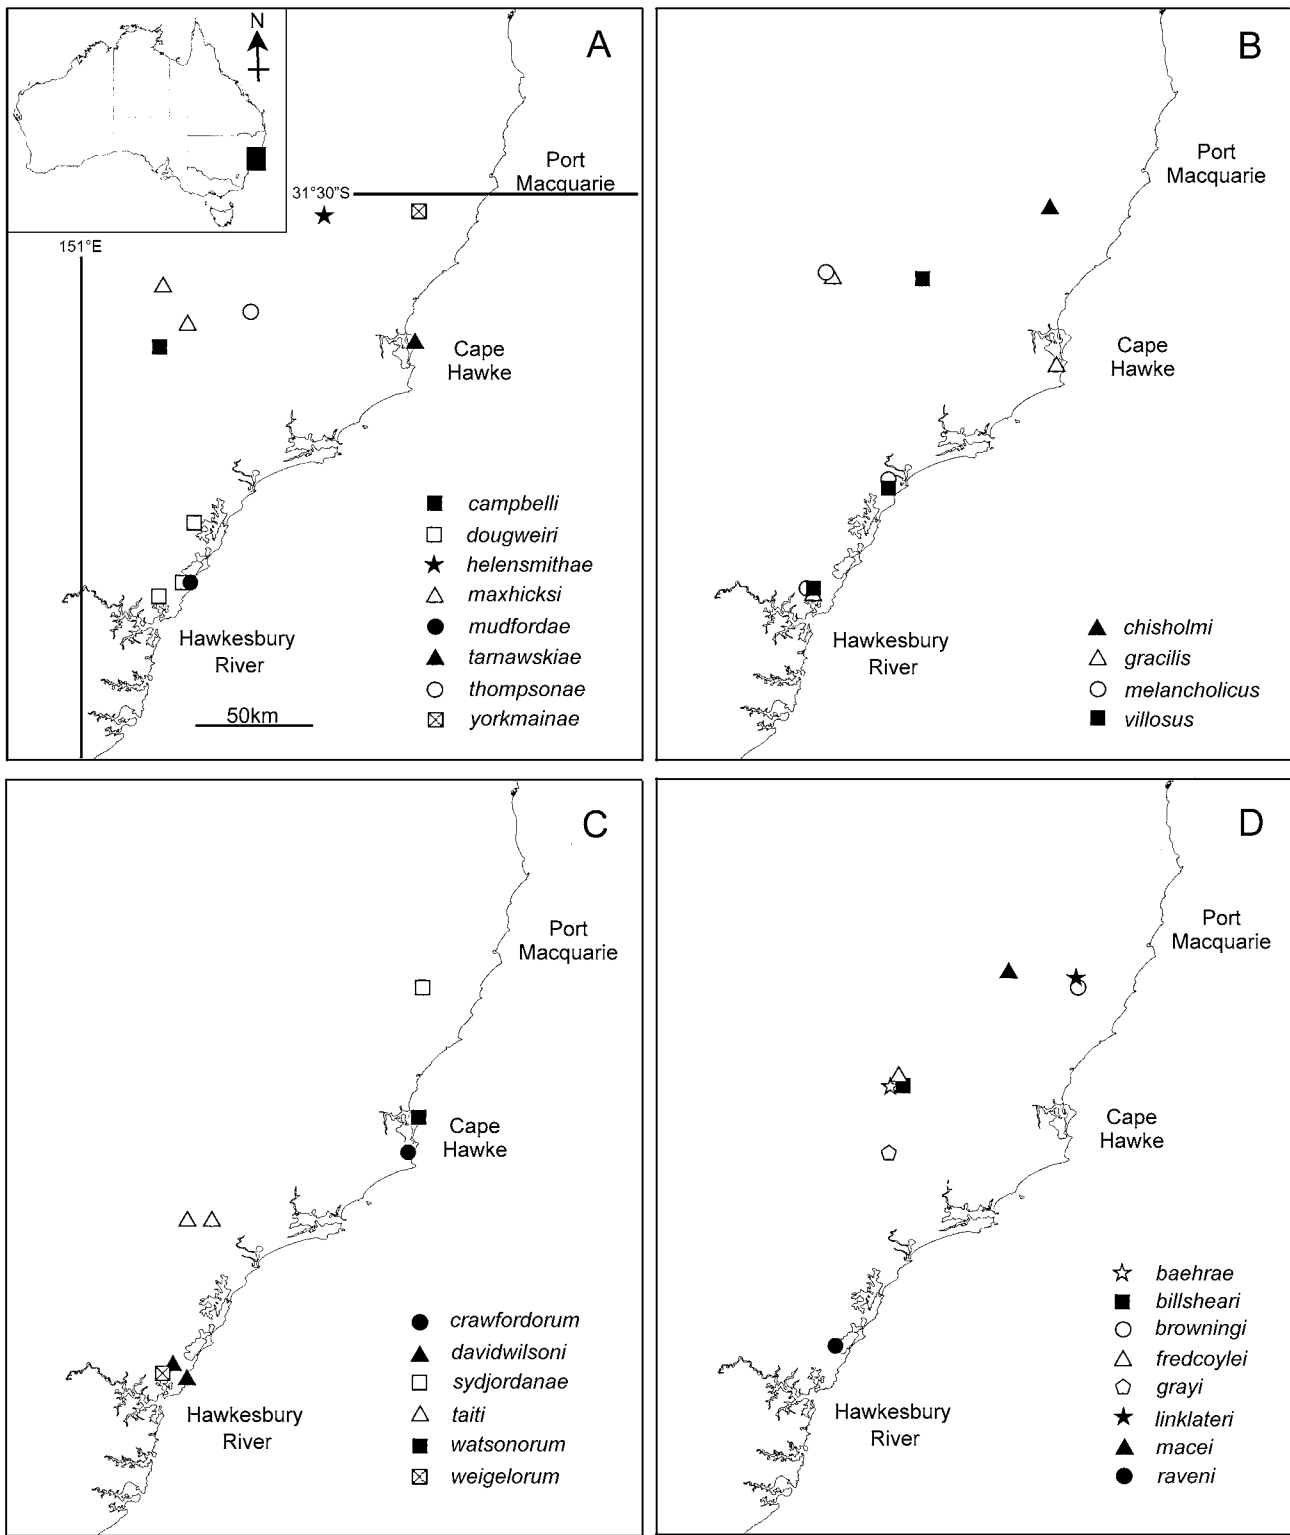 N
A
Port
Macquarie
31°30"S
151°E
Cape
Hawke
campbelli
dougweiri
helensmithae
maxhicksi
mudfordae
tarnawskiae
thompsonae
yorkmainae
Hawkesbury
River
50km
B
Port
Macquarie
Cape
Hawke
Hawkesbury
River
chisholmi
gracilis
melancholicus
villosus
C
Port
Macquarie
Cape
Hawke
crawfordorum
davidwilsoni
sydjordanae
taiti
watsonorum
weigelorum
Hawkesbury
River
D
Port
Macquarie
Cape
Hawke
baehrae
billsheari
browningi
fredcoylei
grayi
linklateri
macei
raveni
Hawkesbury
River